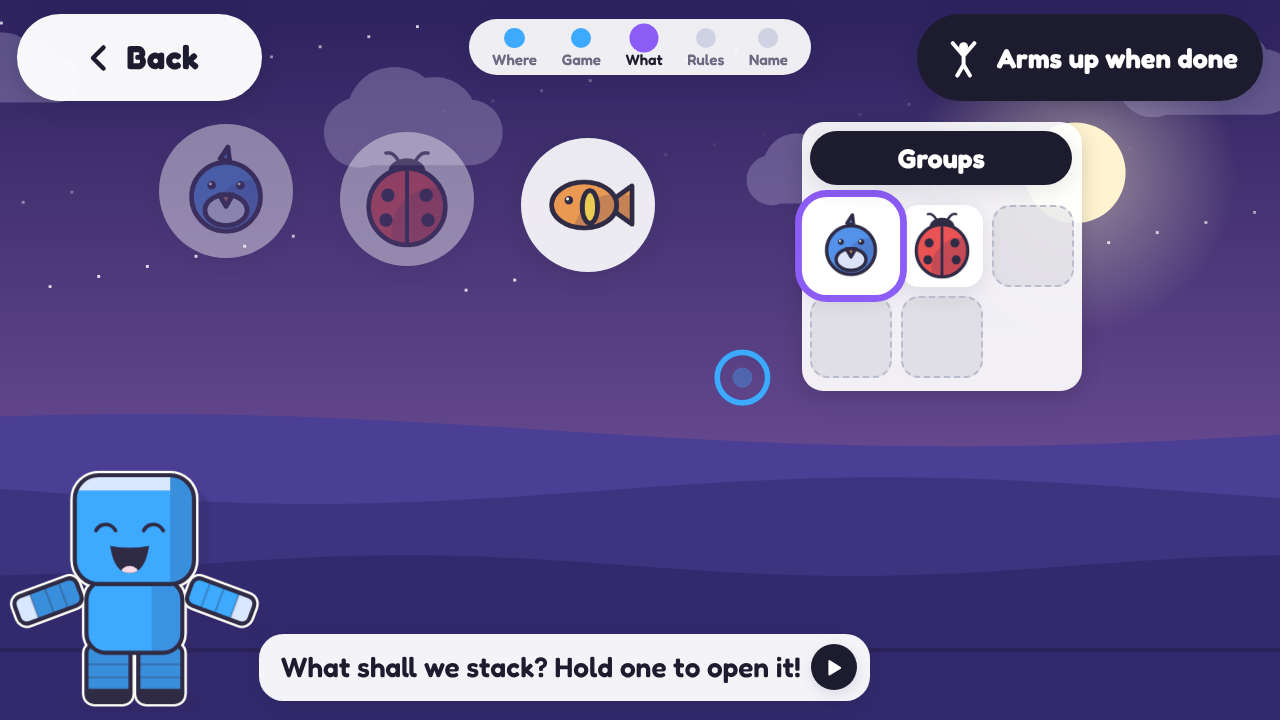 Back
Where
Game
What
Rules
Name
Arms up when done
Groups
What shall we stack? Hold one to open it!